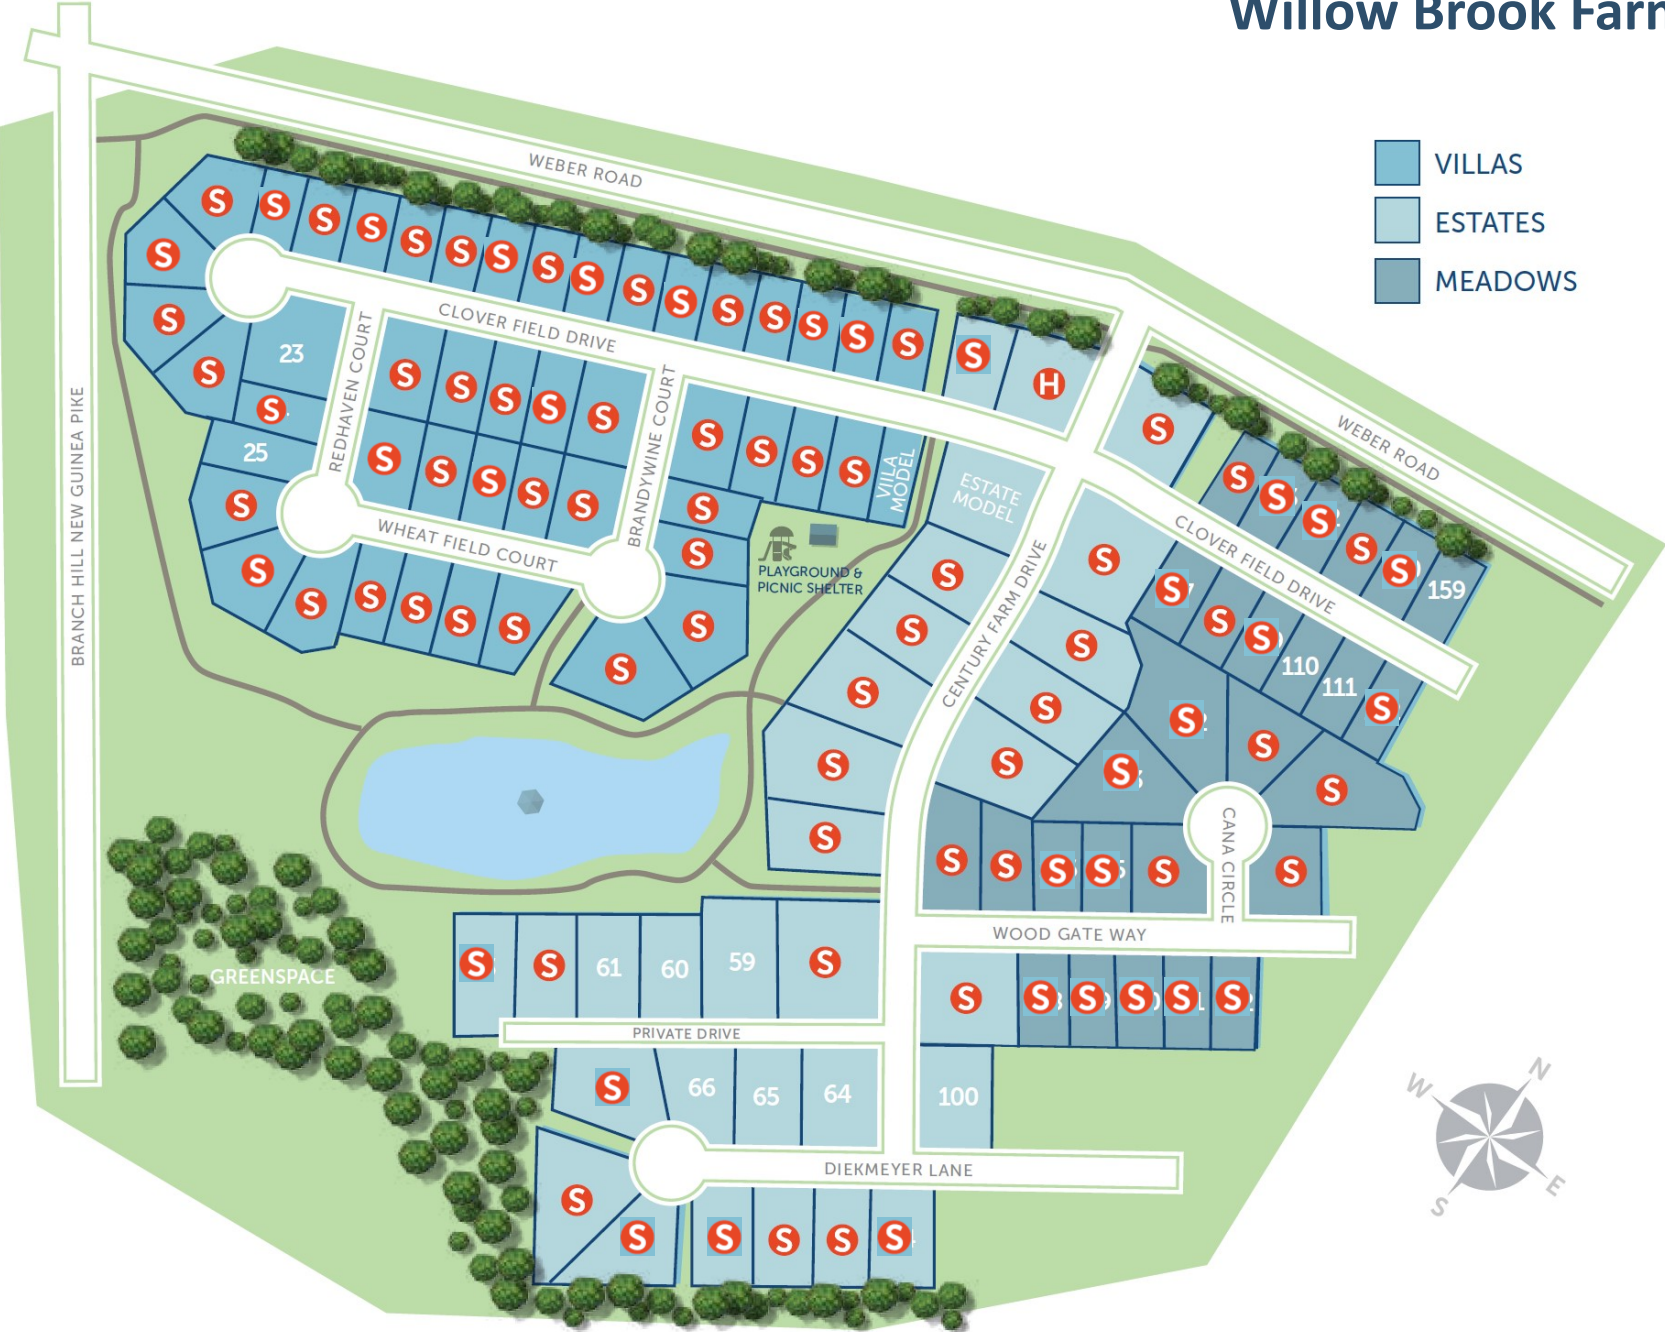 Willow Brook Farm
VILLAS
ESTATES
MEADOWS
WEBER ROAD
WEBER ROAD
BRANCH HILL NEW GUINEA PIKE
S S S S S S S S S S S S S S S S
S
S
S
23
S
25
S
S
S
CLOVER FIELD DRIVE
REDHAVEN COURT
S S S S S
S S S S S
BRANDYWINE COURT
WHEAT FIELD COURT
S S S S
S S S S
VIILA
MODEL
S
S
S
S
PLAYGROUND &
PICNIC SHELTER
S
H
S
ESTATE
MODEL
CENTURY FARM DRIVE
S
S
S
S
S
S
S
S
S
CLOVER FIELD DRIVE
S S S S S
159
S S S
110
111
S
S S S S
CANA CIRCLE
S S S S S S
WOOD GATE WAY
GREENSPACE
S S
61
60
59
S
S
S S S S S
PRIVATE DRIVE
S
66
65
64
100
DIEKMEYER LANE
S S S S S S
W
N
S
E